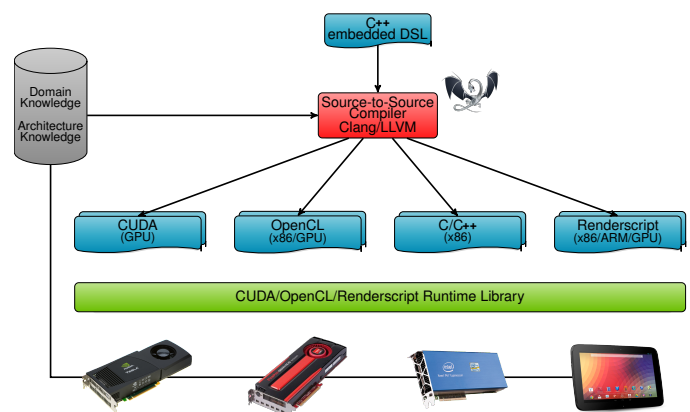 C++
embedded DSL
Domain
Knowledge
Architecture
Knowledge
Source-to-Source
Compiler
Clang/LLVM
CUDA
(GPU)
OpenCL
(x86/GPU)
C/C++
(x86)
Renderscript
(x86/ARM/GPU)
CUDA/OpenCL/Renderscript Runtime Library